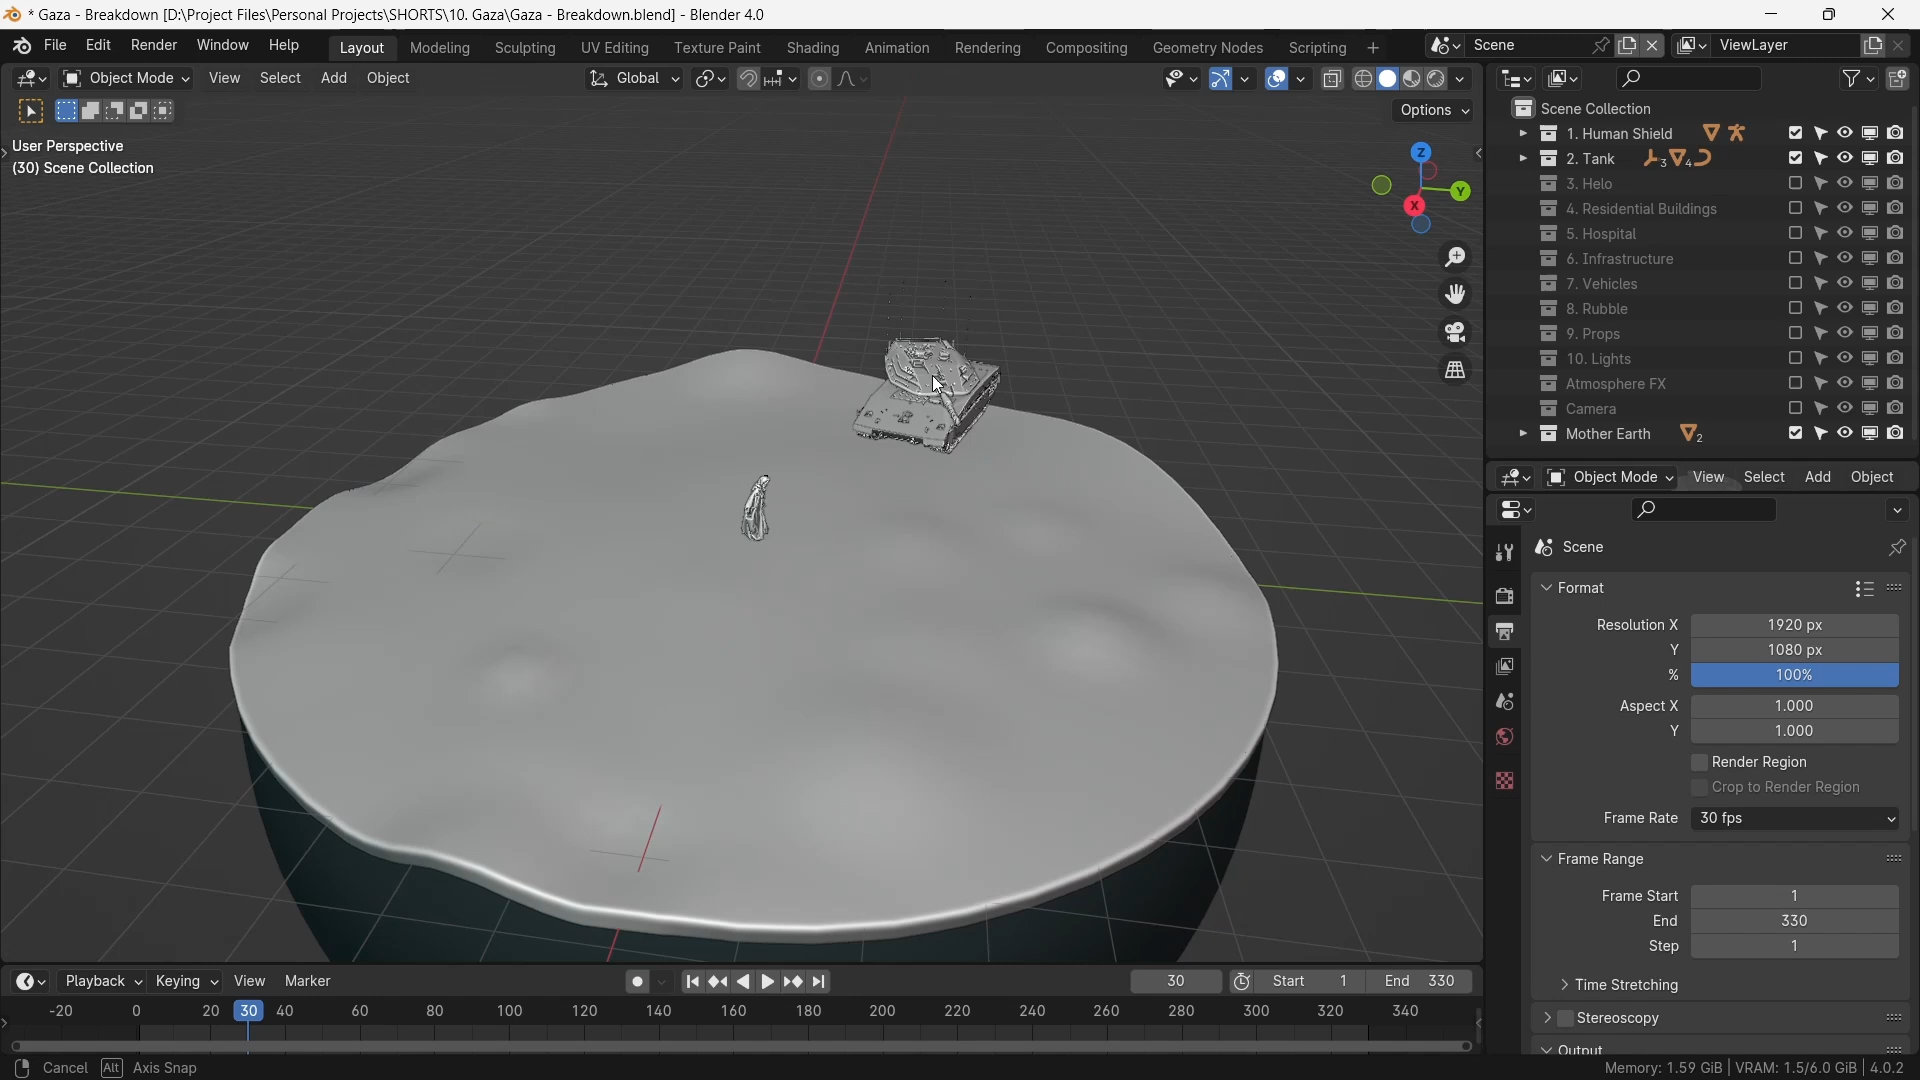 * Gaza - Breakdown [D:\Project Files\Personal Projects\SHORTS\10. Gaza\Gaza - Breakdown.blend] - Blender 4.0
File Edit Render Window Help Layout Modeling Sculpting UV Editing Texture Paint Shading Animation Rendering Compositing Geometry Nodes Scripting + Scene ViewLayer
Object Mode View Select Add Object Global
Options
User Perspective
(30) Scene Collection
Z
Y
X
Scene Collection
1. Human Shield
2. Tank 3 4
3. Helo
4. Residential Buildings
5. Hospital
6. Infrastructure
7. Vehicles
8. Rubble
9. Props
10. Lights
Atmosphere FX
Camera
Mother Earth 2
Object Mode View Select Add Object
Scene
Format
Resolution X 1920 px
Y 1080 px
% 100%
Aspect X 1.000
Y 1.000
Render Region
Crop to Render Region
Frame Rate 30 fps
Frame Range
Frame Start 1
End 330
Step 1
Time Stretching
Stereoscopy
Output
Playback Keying View Marker 30 Start 1 End 330
-20 0 20 30 40 60 80 100 120 140 160 180 200 220 240 260 280 300 320 340
Cancel Alt Axis Snap Memory: 1.59 GiB | VRAM: 1.5/6.0 GiB | 4.0.2